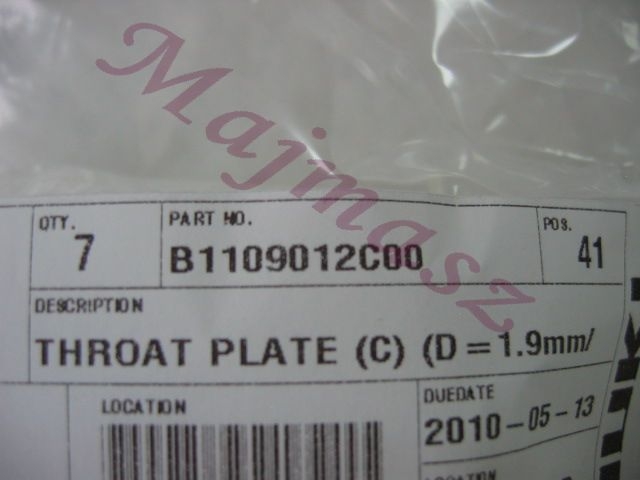 Majmasz
QTY.
7
PART NO.
B1109012C00
POS.
41
DESCRIPTION
THROAT PLATE (C) (D=1.9mm/
LOCATION
DUEDATE
2010-05-13